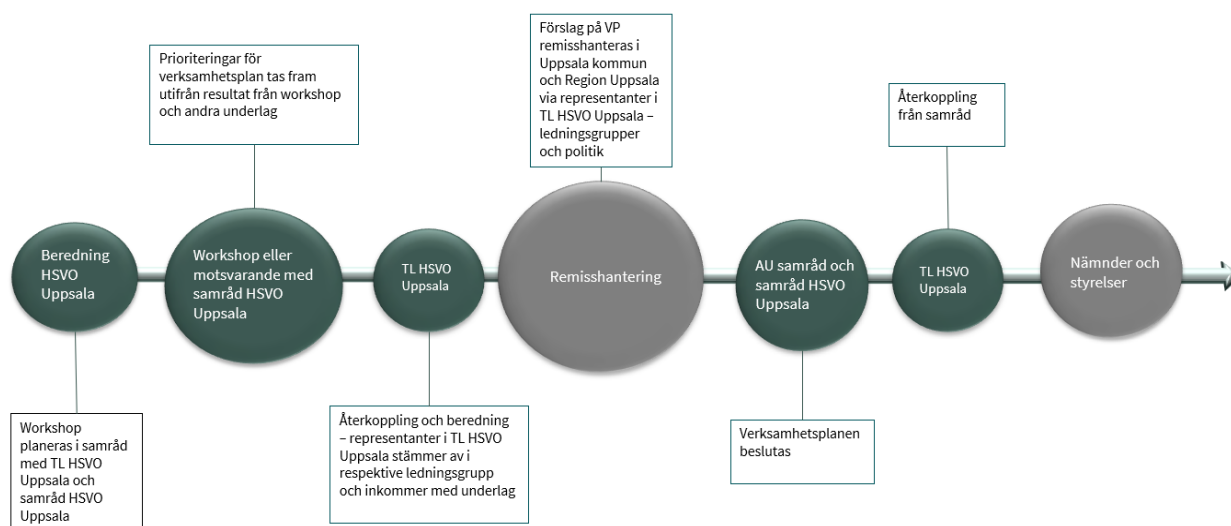 Prioriteringar för
verksamhetsplan tas fram
utifrån resultat från workshop
och andra underlag
Förslag på VP
remisshanteras i
Uppsala kommun
och Region Uppsala
via representanter i
TL HSVO Uppsala –
ledningsgrupper
och politik
Återkoppling
från samråd
Beredning
HSVO
Uppsala
Workshop eller
motsvarande med
samråd HSVO
Uppsala
TL HSVO
Uppsala
Remisshantering
AU samråd och
samråd HSVO
Uppsala
TL HSVO
Uppsala
Nämnder och
styrelser
Workshop
planeras i samråd
med TL HSVO
Uppsala och
samråd HSVO
Uppsala
Återkoppling och beredning
– representanter i TL HSVO
Uppsala stämmer av i
respektive ledningsgrupp
och inkommer med underlag
Verksamhetsplanen
beslutas